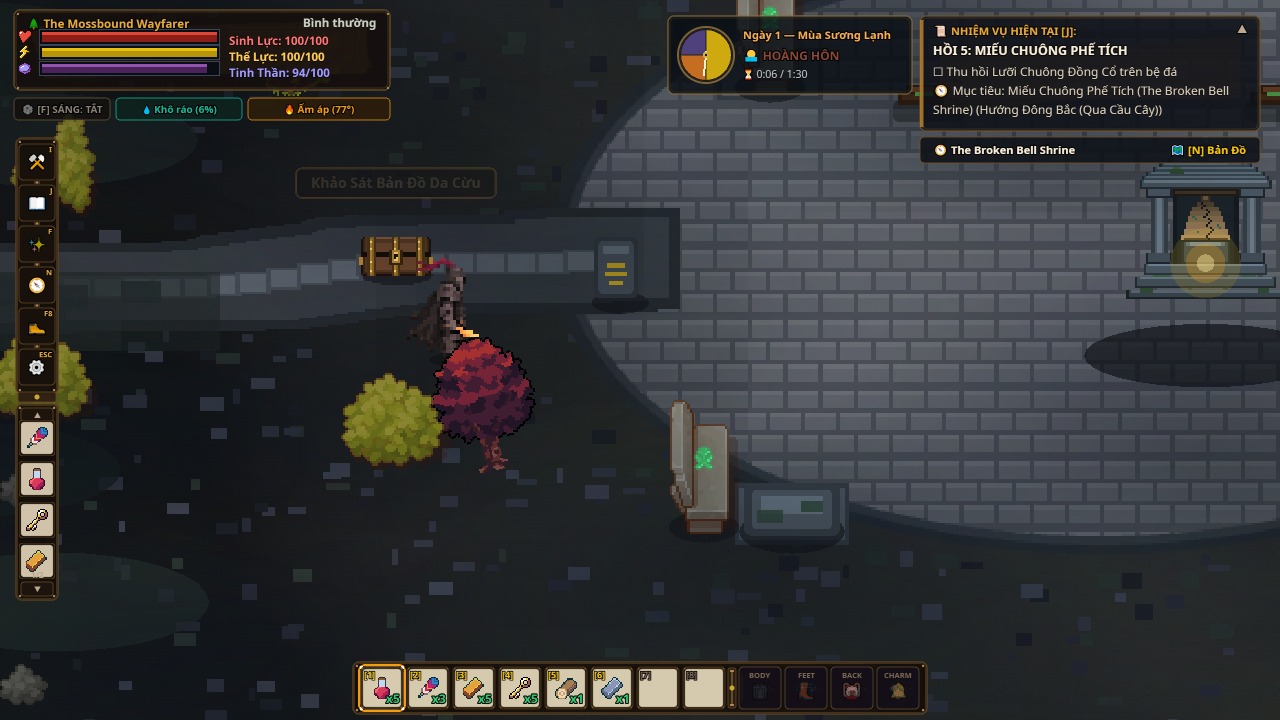 The Mossbound Wayfarer
Bình thường
Sinh Lực: 100/100
Thể Lực: 100/100
Tinh Thần: 94/100
[F] SÁNG: TẮT
Khô ráo (6%)
Ấm áp (77°)
Ngày 1 — Mùa Sương Lạnh
HOÀNG HÔN
0:06 / 1:30
NHIỆM VỤ HIỆN TẠI [J]:
HỒI 5: MIẾU CHUÔNG PHẾ TÍCH
Thu hồi Lưỡi Chuông Đồng Cổ trên bệ đá
Mục tiêu: Miếu Chuông Phế Tích (The Broken Bell
Shrine) (Hướng Đông Bắc (Qua Cầu Cây))
The Broken Bell Shrine
[N] Bản Đồ
Khảo Sát Bản Đồ Da Cừu
I
J
F
N
F8
ESC
[1] x5
[2] x3
[3] x5
[4] x5
[5] x1
[6] x1
[7]
[8]
BODY
FEET
BACK
CHARM